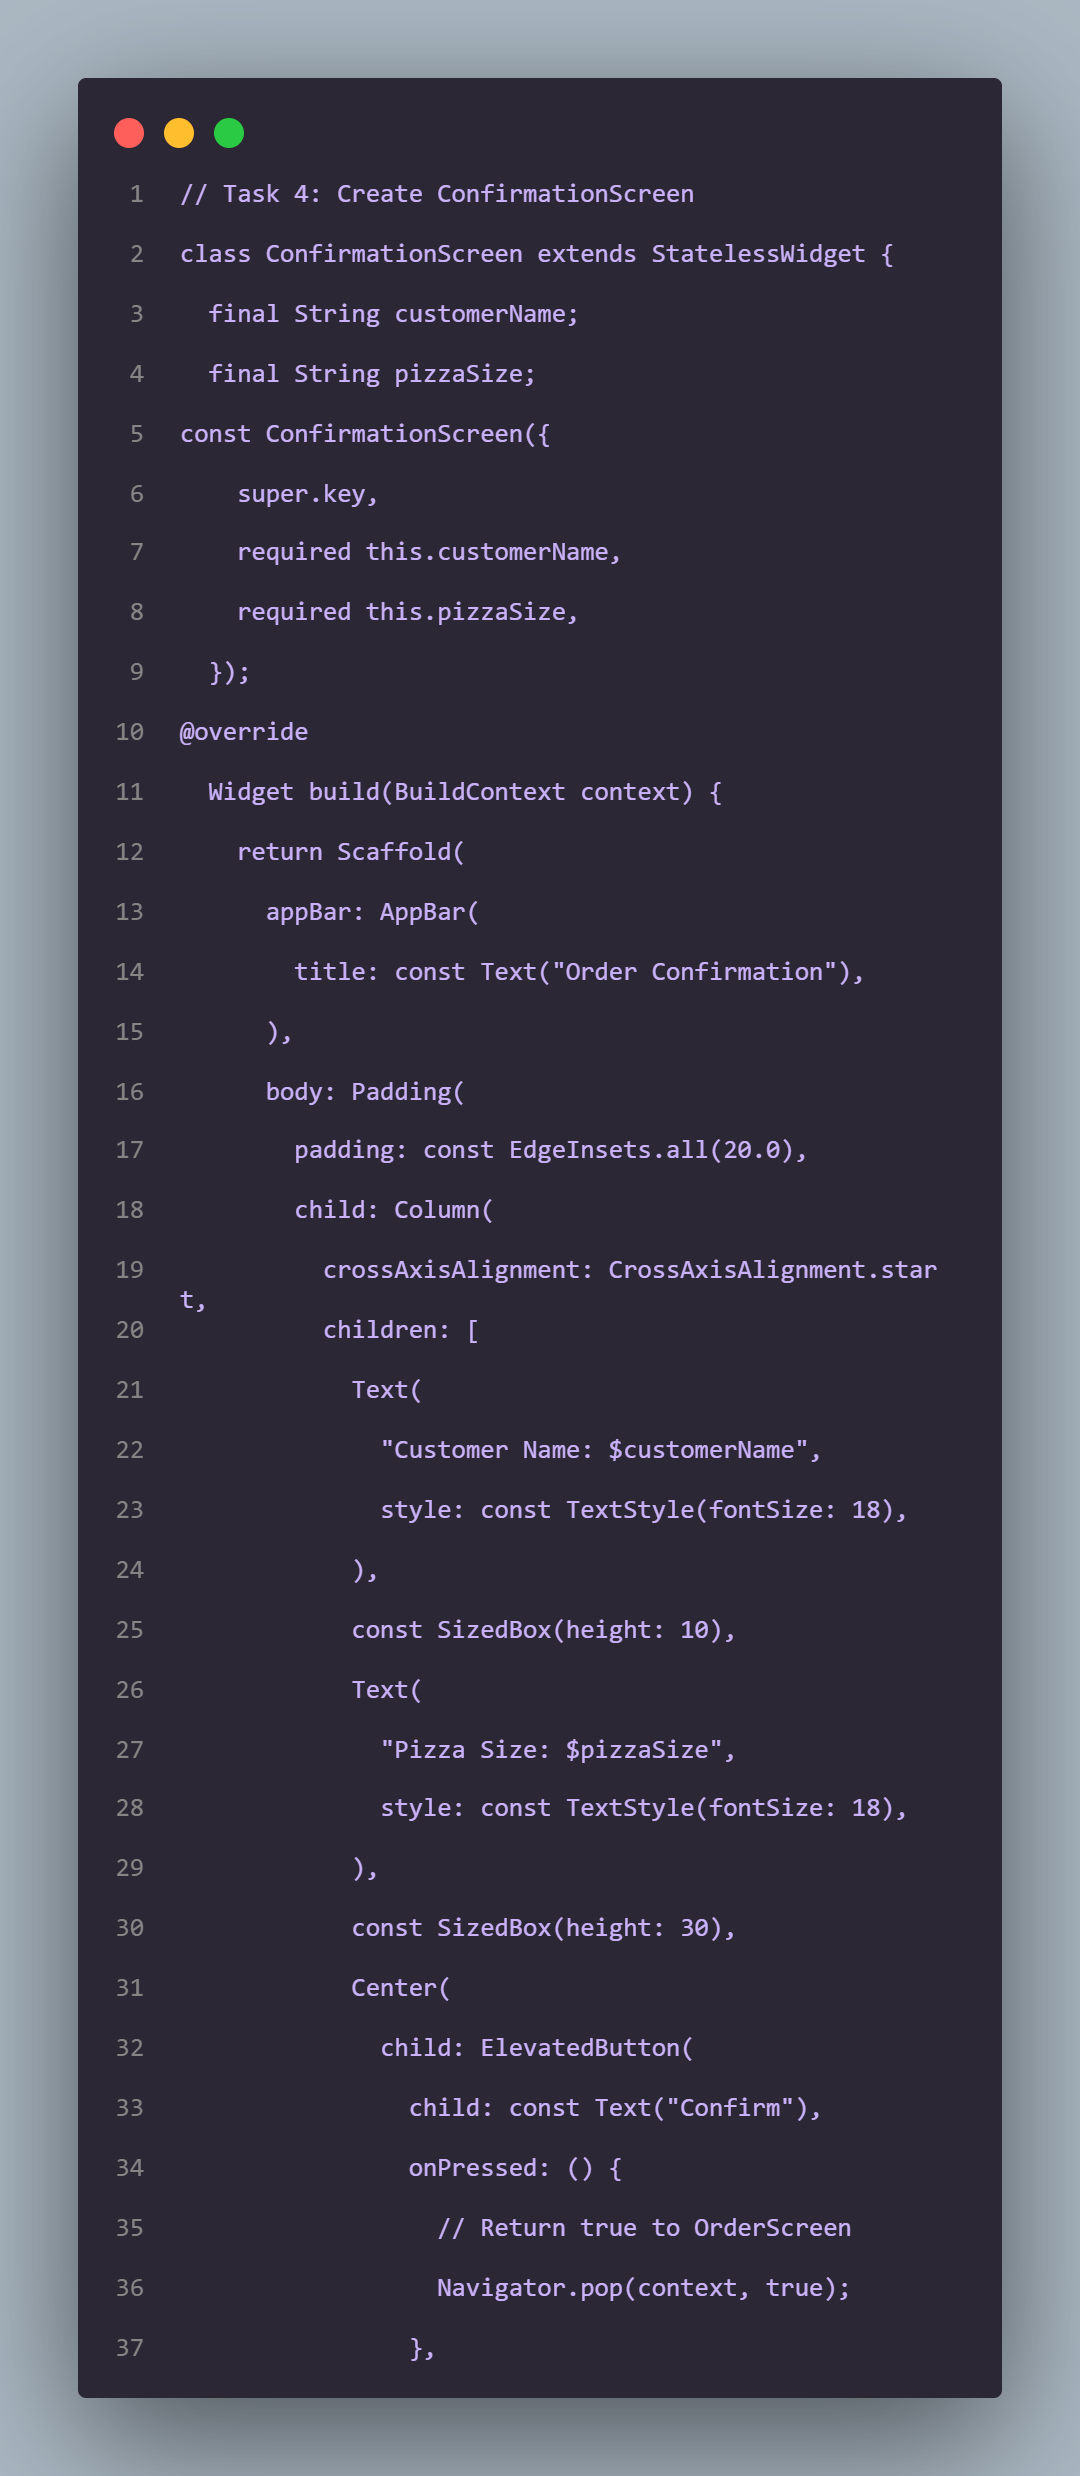 1 // Task 4: Create ConfirmationScreen
2 class ConfirmationScreen extends StatelessWidget {
3   final String customerName;
4   final String pizzaSize;
5 const ConfirmationScreen({
6     super.key,
7     required this.customerName,
8     required this.pizzaSize,
9   });
10 @override
11   Widget build(BuildContext context) {
12     return Scaffold(
13       appBar: AppBar(
14         title: const Text("Order Confirmation"),
15       ),
16       body: Padding(
17         padding: const EdgeInsets.all(20.0),
18         child: Column(
19           crossAxisAlignment: CrossAxisAlignment.star
t,
20           children: [
21             Text(
22               "Customer Name: $customerName",
23               style: const TextStyle(fontSize: 18),
24             ),
25             const SizedBox(height: 10),
26             Text(
27               "Pizza Size: $pizzaSize",
28               style: const TextStyle(fontSize: 18),
29             ),
30             const SizedBox(height: 30),
31             Center(
32               child: ElevatedButton(
33                 child: const Text("Confirm"),
34                 onPressed: () {
35                   // Return true to OrderScreen
36                   Navigator.pop(context, true);
37                 },